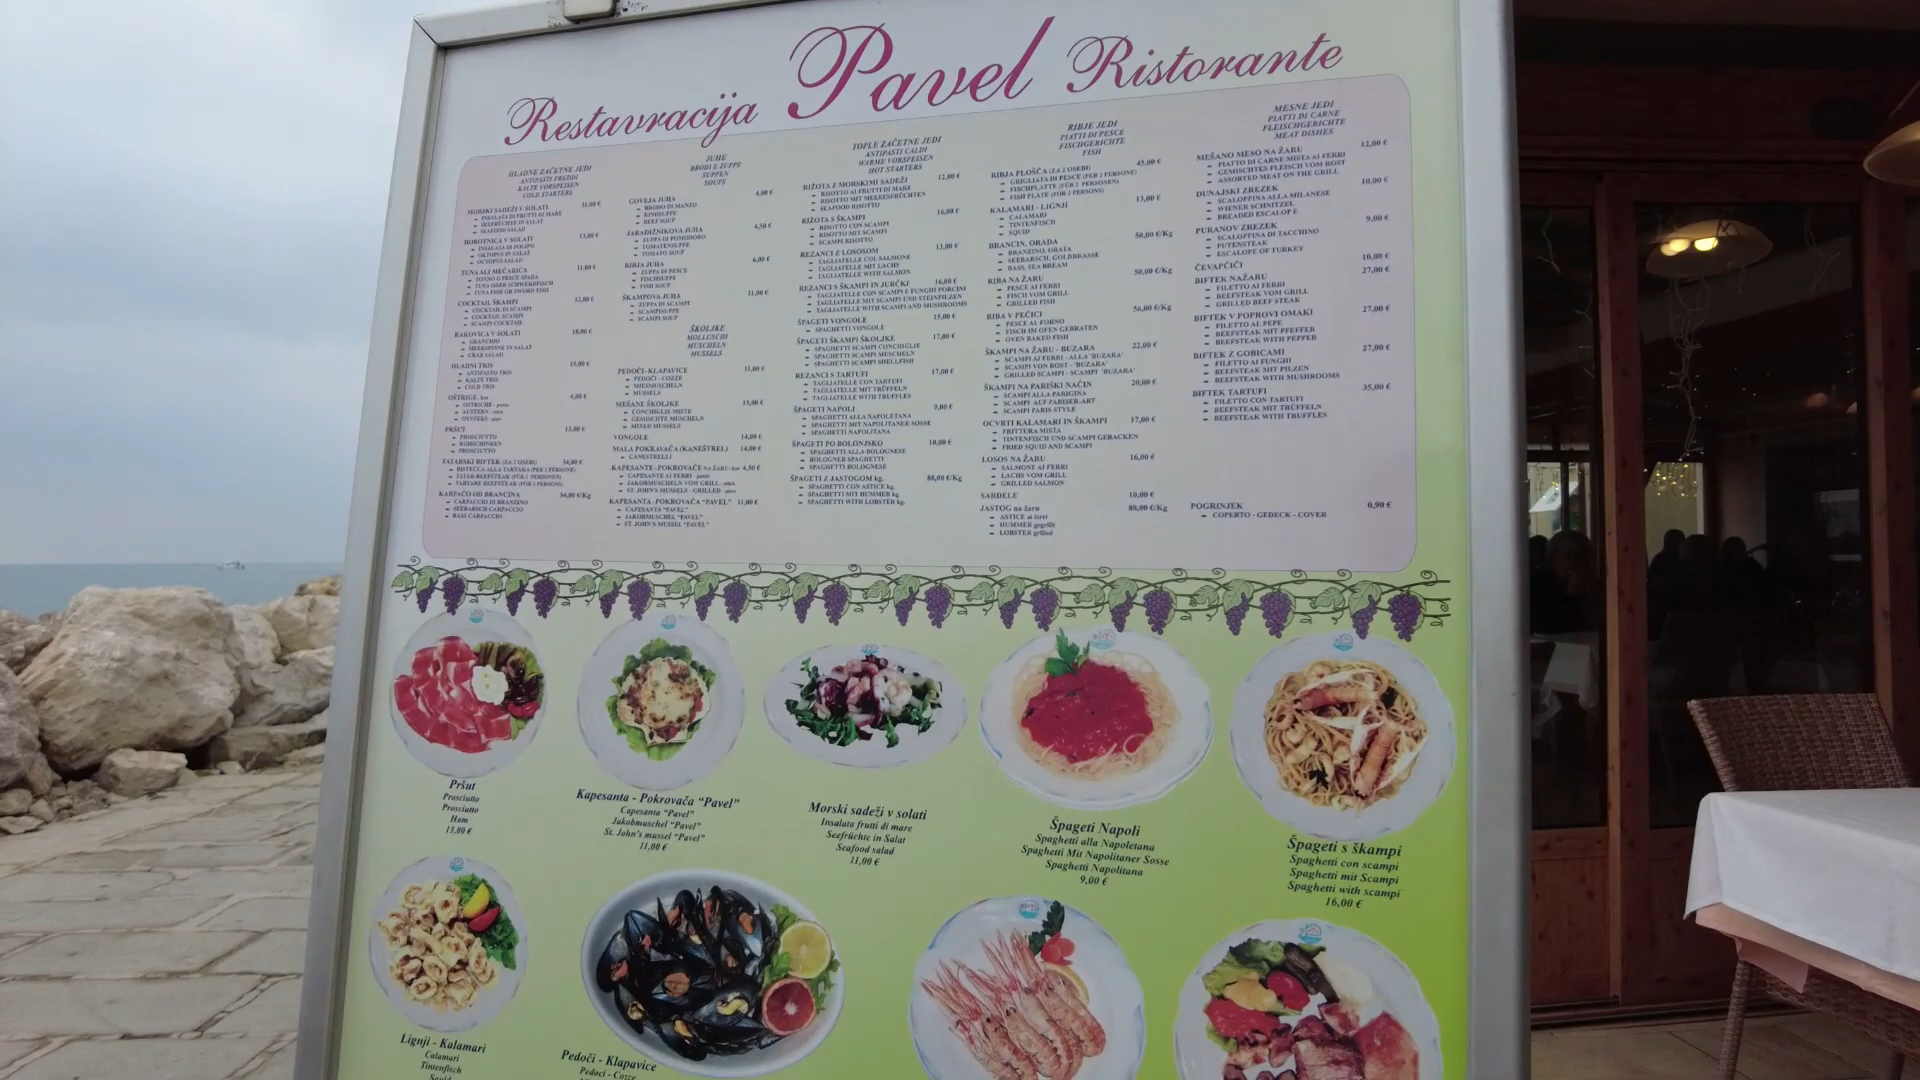 Restavracija Pavel Ristorante
HLADNE ZAČETNE JEDI
ANTIPASTI FREDDI
KALTE VORSPEISEN
COLD STARTERS
MORSKI SADEŽI V SOLATI 11,00 €
INSALATA DI FRUTTI DI MARE
SEEFRÜCHTE IN SALAT
SEAFOOD SALAD
HOBOTNICA V SOLATI 13,00 €
INSALATA DI POLIPO
OKTOPUS IN SALAT
OCTOPUS SALAD
TUNA ALI MEČARICA 11,00 €
TONNO O PESCE SPADA
TUNA ODER SCHWERDFISCH
TUNA FISH OR SWORD FISH
COCKTAIL ŠKAMPI 12,00 €
COCKTAIL DI SCAMPI
COCKTAIL SCAMPI
SCAMPI COCKTAIL
RAKOVICA V SOLATI 18,00 €
GRANCHIO
MEERSPINNE IN SALAT
CRAB SALAD
HLADNI TRIS 15,00 €
ANTIPASTO TRIS
KALTE TRIS
COLD TRIS
OŠTRIGE - kos 4,00 €
OSTRICHE - pezzo
AUSTERN - stück
OYSTERS - piece
PRŠUT 13,00 €
PROSCIUTTO
ROHSCHINKEN
PROSCIUTTO
TATARSKI BIFTEK (ZA 2 OSEBI) 34,00 €
BISTECCA ALLA TARTARA (PER 2 PERSONE)
TATAR-BEEFSTEAK (FÜR 2 PERSONEN)
TARTARE BEEFSTEAK (FOR 2 PERSONS)
KARPAČO OD BRANCINA 54,00 €/Kg
CARPACCIO DI BRANZINO
SEEBARSCH CARPACCIO
BASS CARPACCIO
JUHE
BRODI E ZUPPE
SUPPEN
SOUPS
GOVEJA JUHA 4,00 €
BRODO DI MANZO
RINDSUPPE
BEEF SOUP
PARADIŽNIKOVA JUHA 4,50 €
ZUPPA DI POMODORO
TOMATENSUPPE
TOMATO SOUP
RIBJA JUHA 6,00 €
ZUPPA DI PESCE
FISCHSUPPE
FISH SOUP
ŠKAMPOVA JUHA 11,00 €
ZUPPA DI SCAMPI
SCAMPISUPPE
SCAMPI SOUP
ŠKOLJKE
MOLLUSCHI
MUSCHELN
MUSSELS
PEDOČI - KLAPAVICE 11,00 €
PEDOČI - COZZE
MIESMUSCHELN
MUSSELS
MEŠANE ŠKOLJKE 15,00 €
CONCHIGLIE MISTE
GEMISCHTE MUSCHELN
MIXED MUSSELS
VONGOLE 14,00 €
MALA POKRAVAČA (KANEŠTREL) 14,00 €
CANESTRELLI
KAPESANTE - POKROVAČE NA ŽARU - kos 4,50 €
CAPESANTE AI FERRI - pezzo
JAKOBMUSCHELN VOM GRILL - stück
ST. JOHN'S MUSSELS - GRILLED - piece
KAPESANTA - POKROVAČA "PAVEL" 11,00 €
CAPESANTA "PAVEL"
JAKOBMUSCHEL "PAVEL"
ST. JOHN'S MUSSEL "PAVEL"
TOPLE ZAČETNE JEDI
ANTIPASTI CALDI
WARME VORSPEISEN
HOT STARTERS
RIŽOTA Z MORSKIMI SADEŽI 12,00 €
RISOTTO AI FRUTTI DI MARE
RISOTTO MIT MEERESFRÜCHTEN
SEAFOOD RISOTTO
RIŽOTA S ŠKAMPI 16,00 €
RISOTTO CON SCAMPI
RISOTTO MIT SCAMPI
SCAMPI RISOTTO
REZANCI Z LOSOSOM 13,00 €
TAGLIATELLE COL SALMONE
TAGLIATELLE MIT LACHS
TAGLIATELLE WITH SALMON
REZANCI S ŠKAMPI IN JURČKI 16,00 €
TAGLIATELLE CON SCAMPI E FUNGHI PORCINI
TAGLIATELLE MIT SCAMPI UND STEINPILZEN
TAGLIATELLE WITH SCAMPI AND MUSHROOMS
ŠPAGETI VONGOLE 15,00 €
SPAGHETTI VONGOLE
ŠPAGETI ŠKAMPI ŠKOLJKE 17,00 €
SPAGHETTI SCAMPI CONCHIGLIE
SPAGHETTI SCAMPI MUSCHELN
SPAGHETTI SCAMPI SHELLFISH
REZANCI S TARTUFI 17,00 €
TAGLIATELLE CON TARTUFI
TAGLIATELLE MIT TRÜFFELN
TAGLIATELLE WITH TRUFFLES
ŠPAGETI NAPOLI 9,00 €
SPAGHETTI ALLA NAPOLETANA
SPAGHETTI MIT NAPOLITANER SOSSE
SPAGHETTI NAPOLITANA
ŠPAGETI PO BOLONJSKO 10,00 €
SPAGHETTI ALLA BOLOGNESE
BOLOGNER SPAGHETTI
SPAGHETTI BOLOGNESE
ŠPAGETI Z JASTOGOM kg. 88,00 €/Kg
SPAGHETTI CON ASTICE kg.
SPAGHETTI MIT HUMMER kg.
SPAGHETTI WITH LOBSTER kg.
RIBJE JEDI
PIATTI DI PESCE
FISCHGERICHTE
FISH
RIBJA PLOŠČA (ZA 2 OSEBI) 45,00 €
GRIGLIATA DI PESCE (PER 2 PERSONE)
FISCHPLATTE (FÜR 2 PERSONEN)
FISH PLATE (FOR 2 PERSONS)
KALAMARI - LIGNJI 13,00 €
CALAMARI
TINTENFISCH
SQUID
BRANCIN, ORADA 50,00 €/Kg
BRANZINO, ORATA
SEEBARSCH, GOLDBRASSE
BASS, SEA BREAM
RIBA NA ŽARU 50,00 €/Kg
PESCE AI FERRI
FISCH VOM GRILL
GRILLED FISH
RIBA V PEČICI 56,00 €/Kg
PESCE AL FORNO
FISCH IM OFEN GEBRATEN
OVEN BAKED FISH
ŠKAMPI NA ŽARU - BUZARA 22,00 €
SCAMPI AI FERRI - ALLA "BUZARA"
SCAMPI VON ROST - "BUZARA"
GRILLED SCAMPI - SCAMPI "BUZARA"
ŠKAMPI NA PARIŠKI NAČIN 20,00 €
SCAMPI ALLA PARIGINA
SCAMPI AUF PARISER-ART
SCAMPI PARIS STYLE
OCVRTI KALAMARI IN ŠKAMPI 17,00 €
FRITTURA MISTA
TINTENFISCH UND SCAMPI GEBACKEN
FRIED SQUID AND SCAMPI
LOSOS NA ŽARU 16,00 €
SALMONE AI FERRI
LACHS VOM GRILL
GRILLED SALMON
SARDELE 10,00 €
JASTOG na žaru 88,00 €/Kg
ASTICE ai ferri
HUMMER gegrillt
LOBSTER grilled
MESNE JEDI
PIATTI DI CARNE
FLEISCHGERICHTE
MEAT DISHES
MEŠANO MESO NA ŽARU 12,00 €
PIATTO DI CARNE MISTA AI FERRI
GEMISCHTES FLEISCH VOM ROST
ASSORTED MEAT ON THE GRILL
DUNAJSKI ZREZEK 10,00 €
SCALOPPINA ALLA MILANESE
WIENER SCHNITZEL
BREADED ESCALOPE
PURANOV ZREZEK 9,00 €
SCALOPPINA DI TACCHINO
PUTENSTEAK
ESCALOPE OF TURKEY
ČEVAPČIČI 10,00 €
BIFTEK NA ŽARU 27,00 €
FILETTO AI FERRI
BEEFSTEAK VOM GRILL
GRILLED BEEF STEAK
BIFTEK V POPROVI OMAKI 27,00 €
FILETTO AL PEPE
BEEFSTEAK MIT PFEFFER
BEEFSTEAK WITH PEPPER
BIFTEK Z GOBICAMI 27,00 €
FILETTO AI FUNGHI
BEEFSTEAK MIT PILZEN
BEEFSTEAK WITH MUSHROOMS
BIFTEK TARTUFI 35,00 €
FILETTO CON TARTUFI
BEEFSTEAK MIT TRÜFFELN
BEEFSTEAK WITH TRUFFLES
POGRINJEK 0,90 €
COPERTO - GEDECK - COVER
Pršut
Prosciutto
Prosciutto
Ham
13,00 €
Kapesanta - Pokrovača "Pavel"
Capesanta "Pavel"
Jakobmuschel "Pavel"
St. John's mussel "Pavel"
11,00 €
Morski sadeži v solati
Insalata frutti di mare
Seefrüchte in Salat
Seafood salad
11,00 €
Špageti Napoli
Spaghetti alla Napoletana
Spaghetti Mit Napolitaner Sosse
Spaghetti Napolitana
9,00 €
Špageti s škampi
Spaghetti con scampi
Spaghetti mit Scampi
Spaghetti with scampi
16,00 €
Lignji - Kalamari
Calamari
Tintenfisch
Squid
Pedoči - Klapavice
Pedoci - Cozze